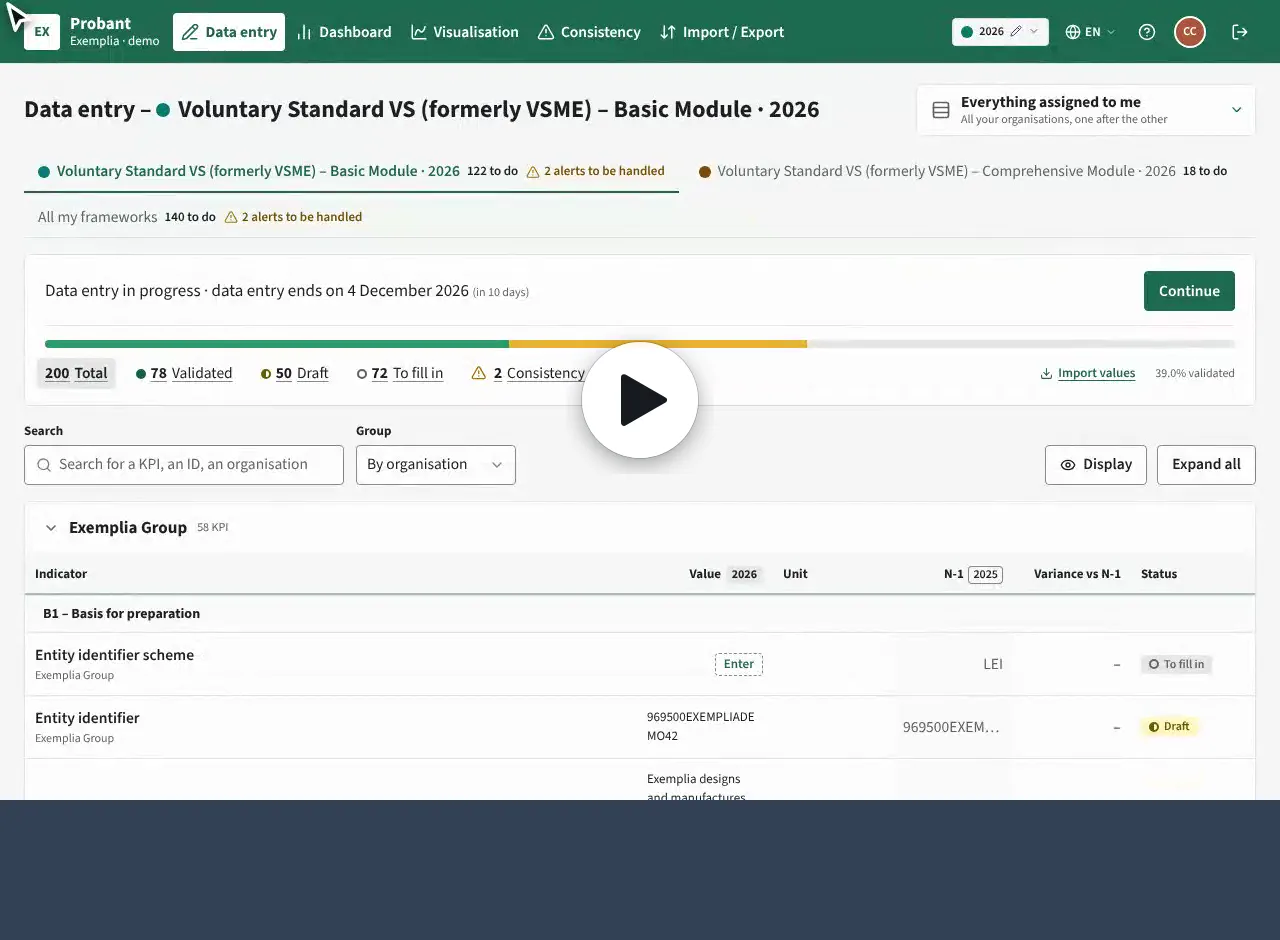 EX
Probant
Exemplia · demo
Data entry
Dashboard
Visualisation
Consistency
Import / Export
2026
EN
CC
Data entry – Voluntary Standard VS (formerly VSME) – Basic Module · 2026
Everything assigned to me
All your organisations, one after the other
Voluntary Standard VS (formerly VSME) – Basic Module · 2026 122 to do 2 alerts to be handled
Voluntary Standard VS (formerly VSME) – Comprehensive Module · 2026 18 to do
All my frameworks 140 to do 2 alerts to be handled
Data entry in progress · data entry ends on 4 December 2026 (in 10 days)
Continue
200 Total
78 Validated
50 Draft
72 To fill in
2 Consistency
Import values
39.0% validated
Search
Group
Search for a KPI, an ID, an organisation
By organisation
Display
Expand all
Exemplia Group 58 KPI
Indicator
Value 2026
Unit
N-1 2025
Variance vs N-1
Status
B1 – Basis for preparation
Entity identifier scheme
Exemplia Group
Enter
LEI
–
To fill in
Entity identifier
Exemplia Group
969500EXEMPLIADE
MO42
969500EXEM…
–
Draft
Exemplia designs
and manufactures